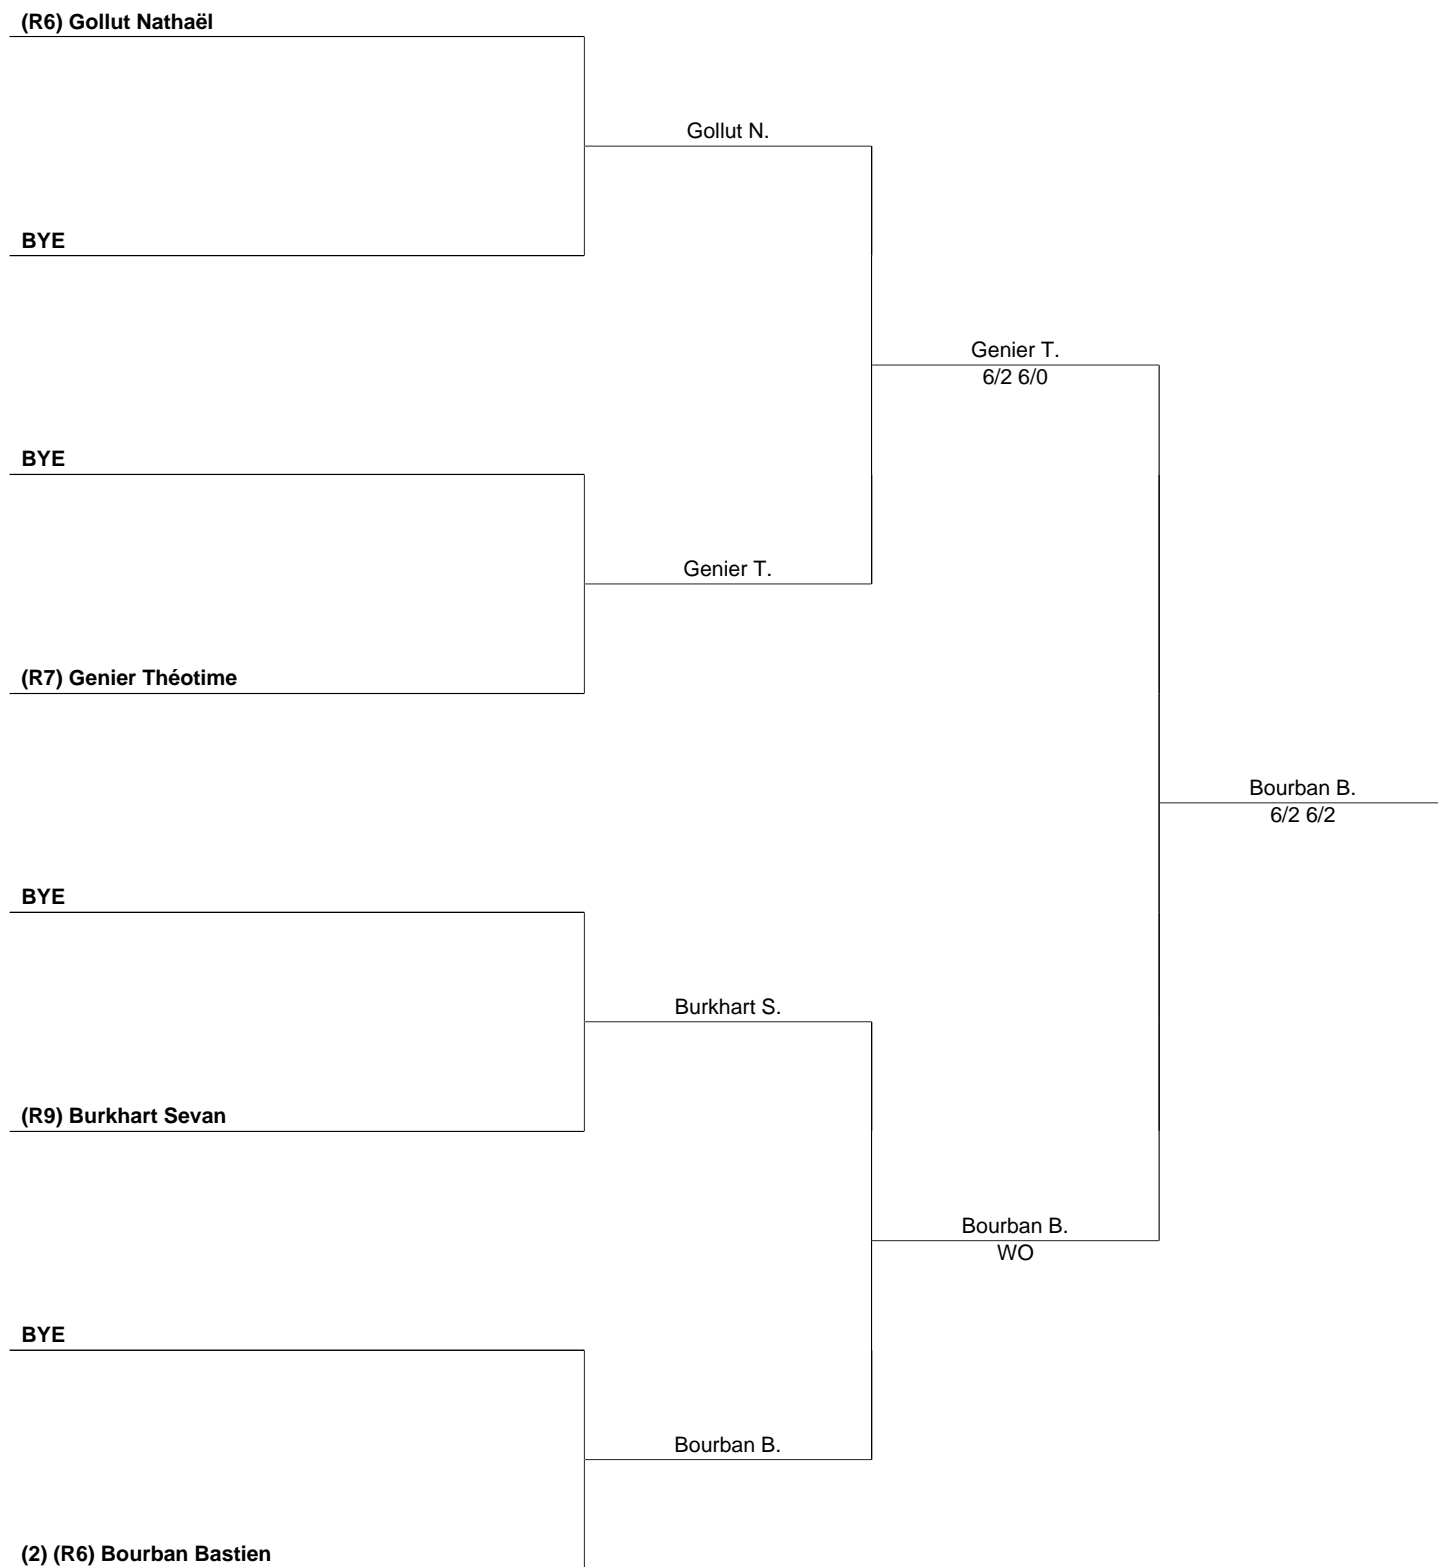 (R6) Gollut Nathaël
Gollut N.
BYE
Genier T.
6/2 6/0
BYE
Genier T.
(R7) Genier Théotime
Bourban B.
6/2 6/2
BYE
Burkhart S.
(R9) Burkhart Sevan
Bourban B.
WO
BYE
Bourban B.
(2) (R6) Bourban Bastien